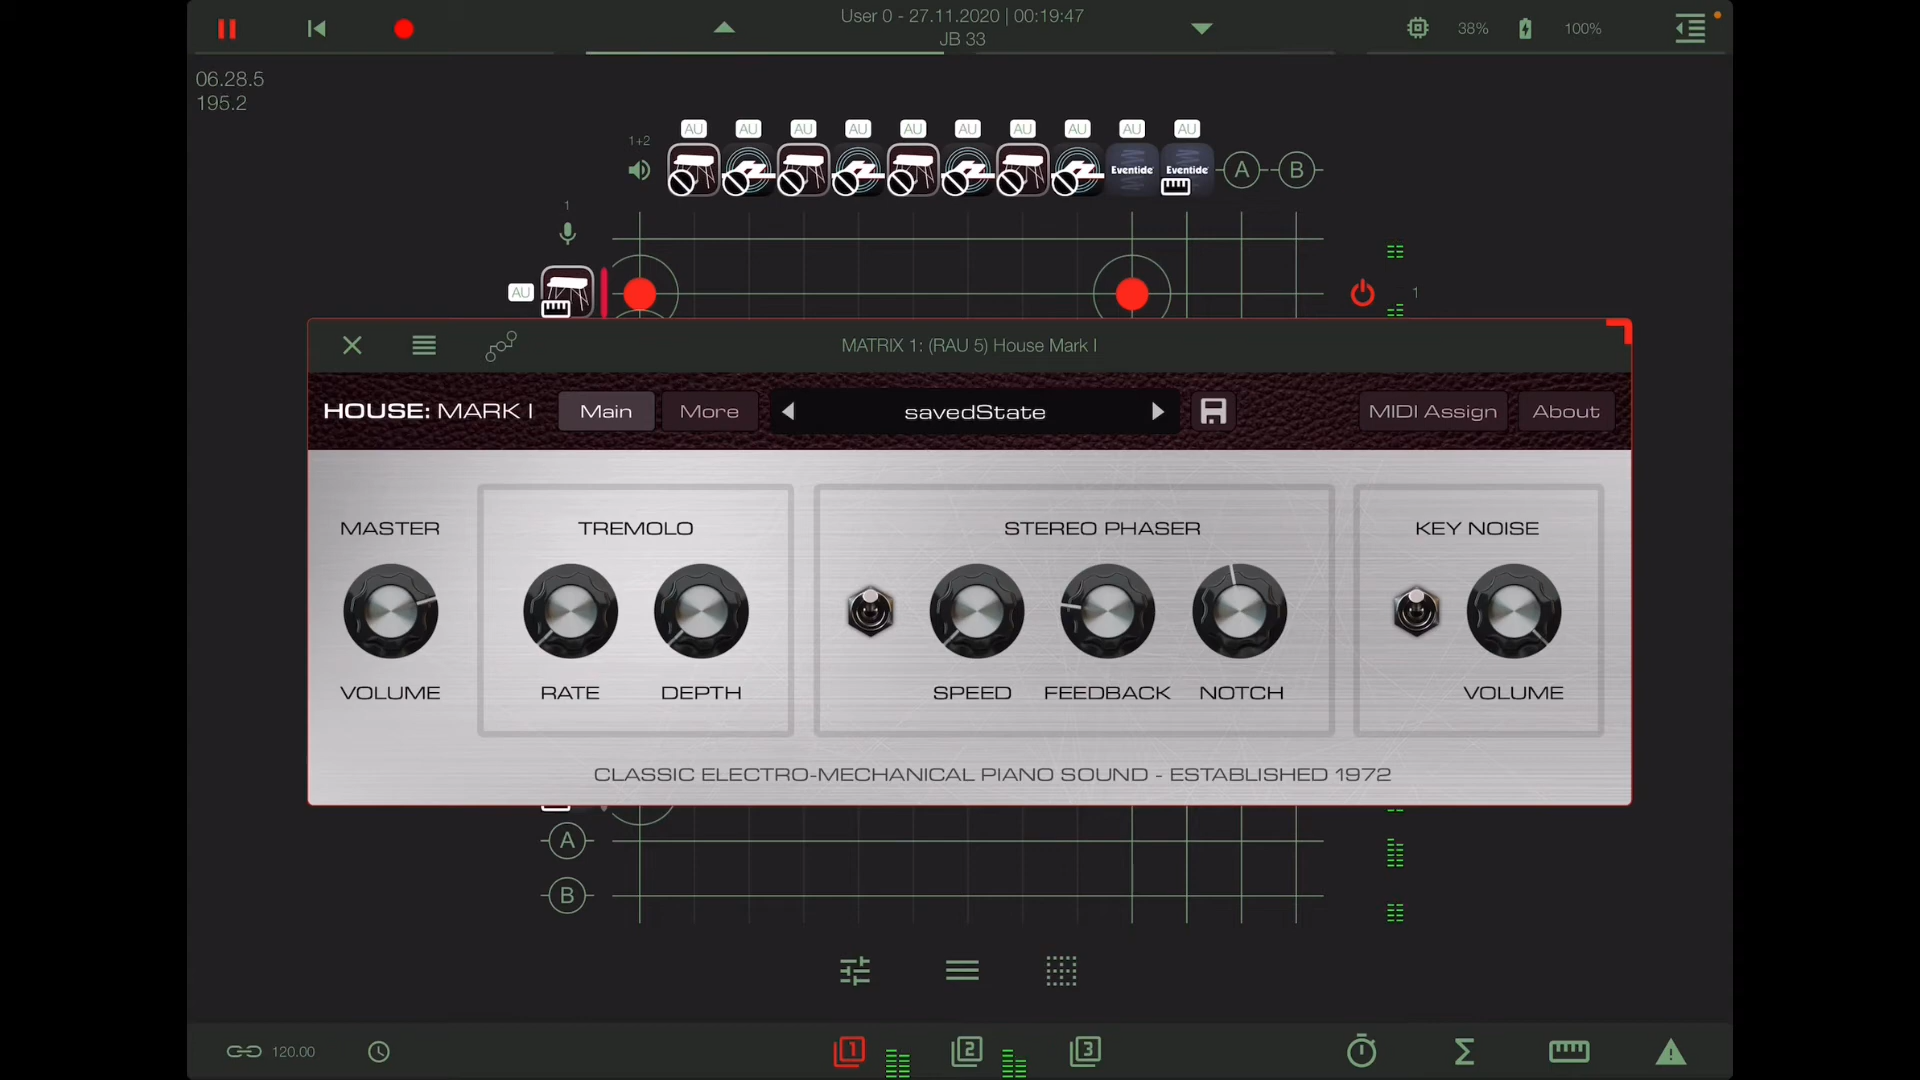 User 0 - 27.11.2020 | 00:19:47
JB 33
38%
100%
06.28.5
195.2
AU AU AU AU AU AU AU AU AU AU
1+2
Eventide Eventide A B
1
AU
1
MATRIX 1: (RAU 5) House Mark I
HOUSE: MARK I Main More savedState MIDI Assign About
MASTER TREMOLO STEREO PHASER KEY NOISE
VOLUME RATE DEPTH SPEED FEEDBACK NOTCH VOLUME
CLASSIC ELECTRO-MECHANICAL PIANO SOUND - ESTABLISHED 1972
A
B
120.00 1 2 3